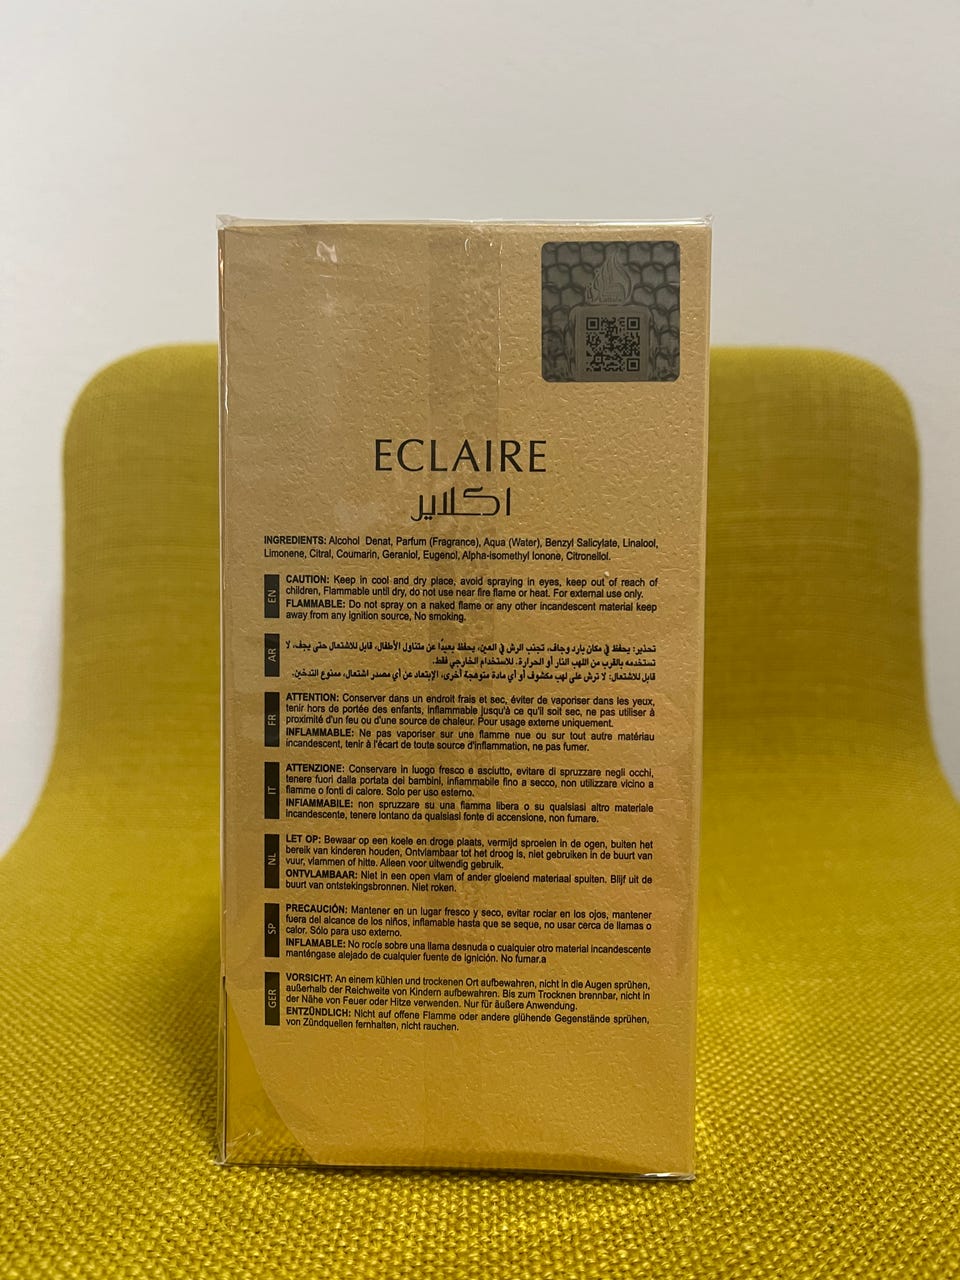 Lattafa
ECLAIRE
اكلاير
INGREDIENTS: Alcohol Denat, Parfum (Fragrance), Aqua (Water), Benzyl Salicylate, Linalool,
Limonene, Citral, Coumarin, Geraniol, Eugenol, Alpha-isomethyl Ionone, Citronellol.
EN
CAUTION: Keep in cool and dry place, avoid spraying in eyes, keep out of reach of
children, Flammable until dry, do not use near fire flame or heat. For external use only.
FLAMMABLE: Do not spray on a naked flame or any other incandescent material keep
away from any ignition source, No smoking.
AR
تحذير: يحفظ في مكان بارد وجاف، تجنب الرش في العين، يحفظ بعيداً عن متناول الأطفال، قابل للاشتعال حتى يجف، لا
تستخدمه بالقرب من اللهب النار أو الحرارة. للاستخدام الخارجي فقط.
قابل للاشتعال: لا ترش على لهب مكشوف أو أي مادة متوهجة أخرى، الإبتعاد عن أي مصدر اشتعال، ممنوع التدخين.
FR
ATTENTION: Conserver dans un endroit frais et sec, éviter de vaporiser dans les yeux,
tenir hors de portée des enfants, inflammable jusqu'à ce qu'il soit sec, ne pas utiliser à
proximité d'un feu ou d'une source de chaleur. Pour usage externe uniquement.
INFLAMMABLE: Ne pas vaporiser sur une flamme nue ou sur tout autre matériau
incandescent, tenir à l'écart de toute source d'inflammation, ne pas fumer.
IT
ATTENZIONE: Conservare in luogo fresco e asciutto, evitare di spruzzare negli occhi,
tenere fuori dalla portata dei bambini, infiammabile fino a secco, non utilizzare vicino a
fiamme o fonti di calore. Solo per uso esterno.
INFIAMMABILE: non spruzzare su una fiamma libera o su qualsiasi altro materiale
incandescente, tenere lontano da qualsiasi fonte di accensione, non fumare.
NL
LET OP: Bewaar op een koele en droge plaats, vermijd sproeien in de ogen, buiten het
bereik van kinderen houden, Ontvlambaar tot het droog is, niet gebruiken in de buurt van
vuur, vlammen of hitte. Alleen voor uitwendig gebruik.
ONTVLAMBAAR: Niet in een open vlam of ander gloeiend materiaal spuiten. Blijf uit de
buurt van ontstekingsbronnen. Niet roken.
SP
PRECAUCIÓN: Mantener en un lugar fresco y seco, evitar rociar en los ojos, mantener
fuera del alcance de los niños, inflamable hasta que se seque, no usar cerca de llamas o
calor. Sólo para uso externo.
INFLAMABLE: No rocíe sobre una llama desnuda o cualquier otro material incandescente
manténgase alejado de cualquier fuente de ignición. No fumar.a
GER
VORSICHT: An einem kühlen und trockenen Ort aufbewahren, nicht in die Augen sprühen,
außerhalb der Reichweite von Kindern aufbewahren. Bis zum Trocknen brennbar, nicht in
der Nähe von Feuer oder Hitze verwenden. Nur für äußere Anwendung.
ENTZÜNDLICH: Nicht auf offene Flamme oder andere glühende Gegenstände sprühen,
von Zündquellen fernhalten, nicht rauchen.